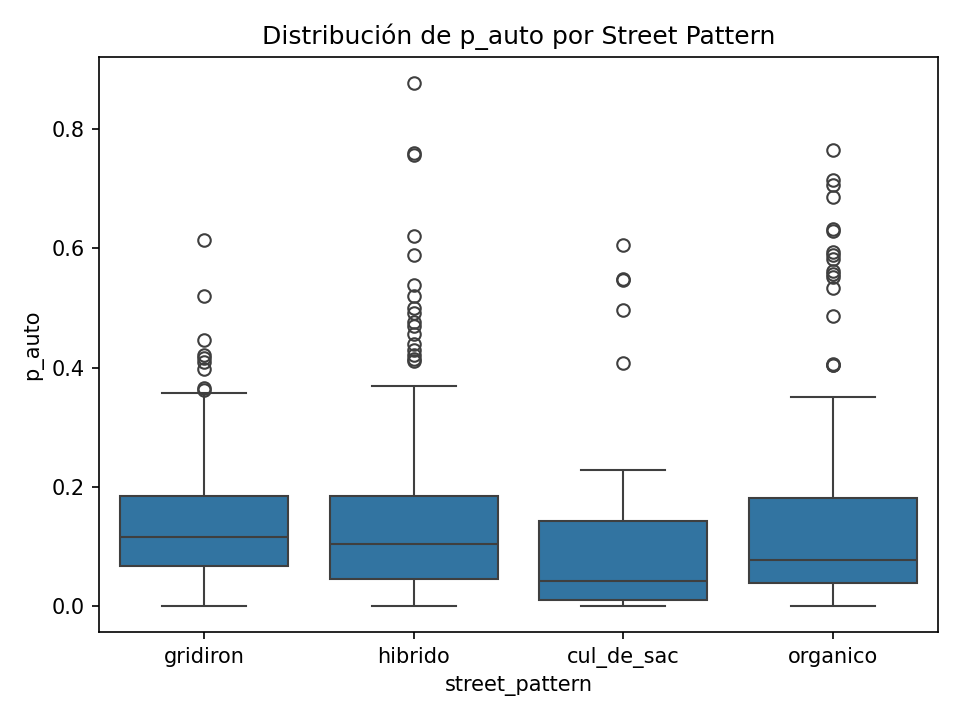 Distribución de p_auto por Street Pattern
p_auto
0.8
0.6
0.4
0.2
0.0
gridiron hibrido cul_de_sac organico
street_pattern